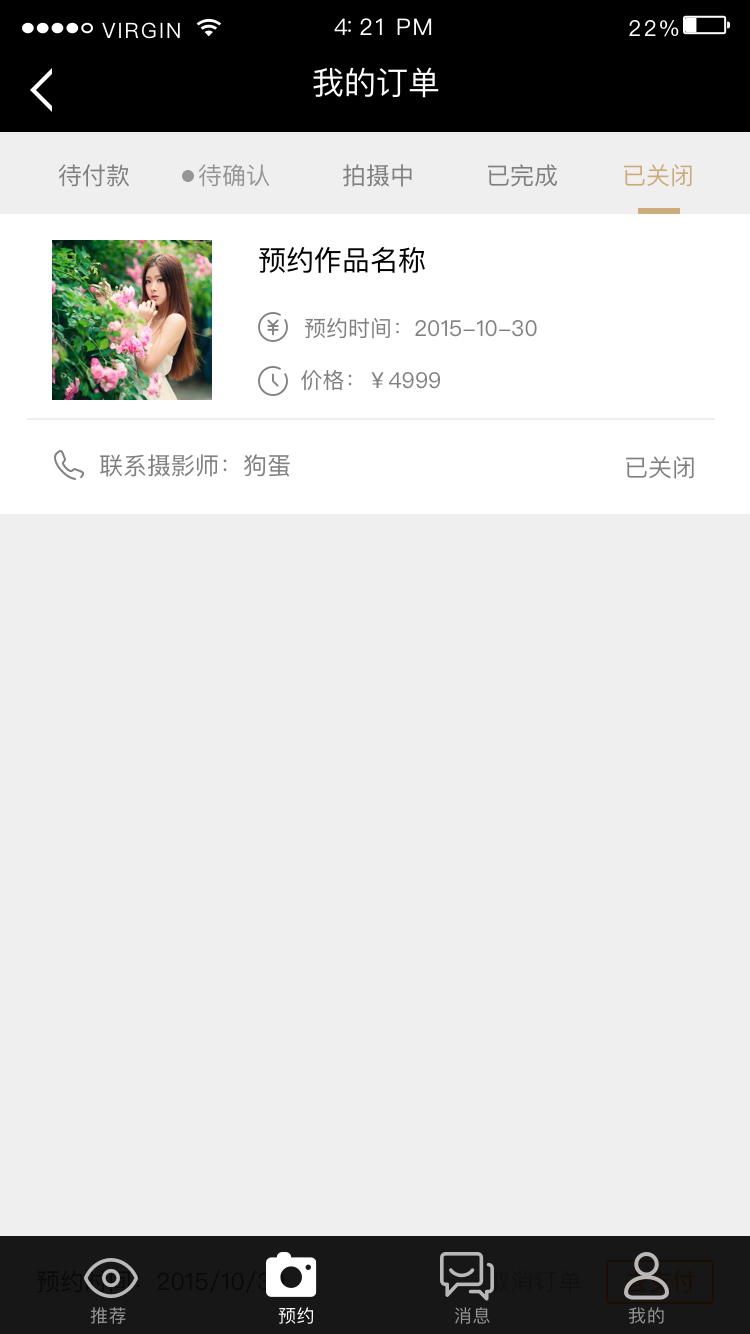 VIRGIN 4: 21 PM 22%
我的订单
待付款 待确认 拍摄中 已完成 已关闭
预约作品名称
预约时间：2015-10-30
价格：￥4999
联系摄影师：狗蛋 已关闭
预约 2015/10/3 取消订单 付
推荐 预约 消息 我的